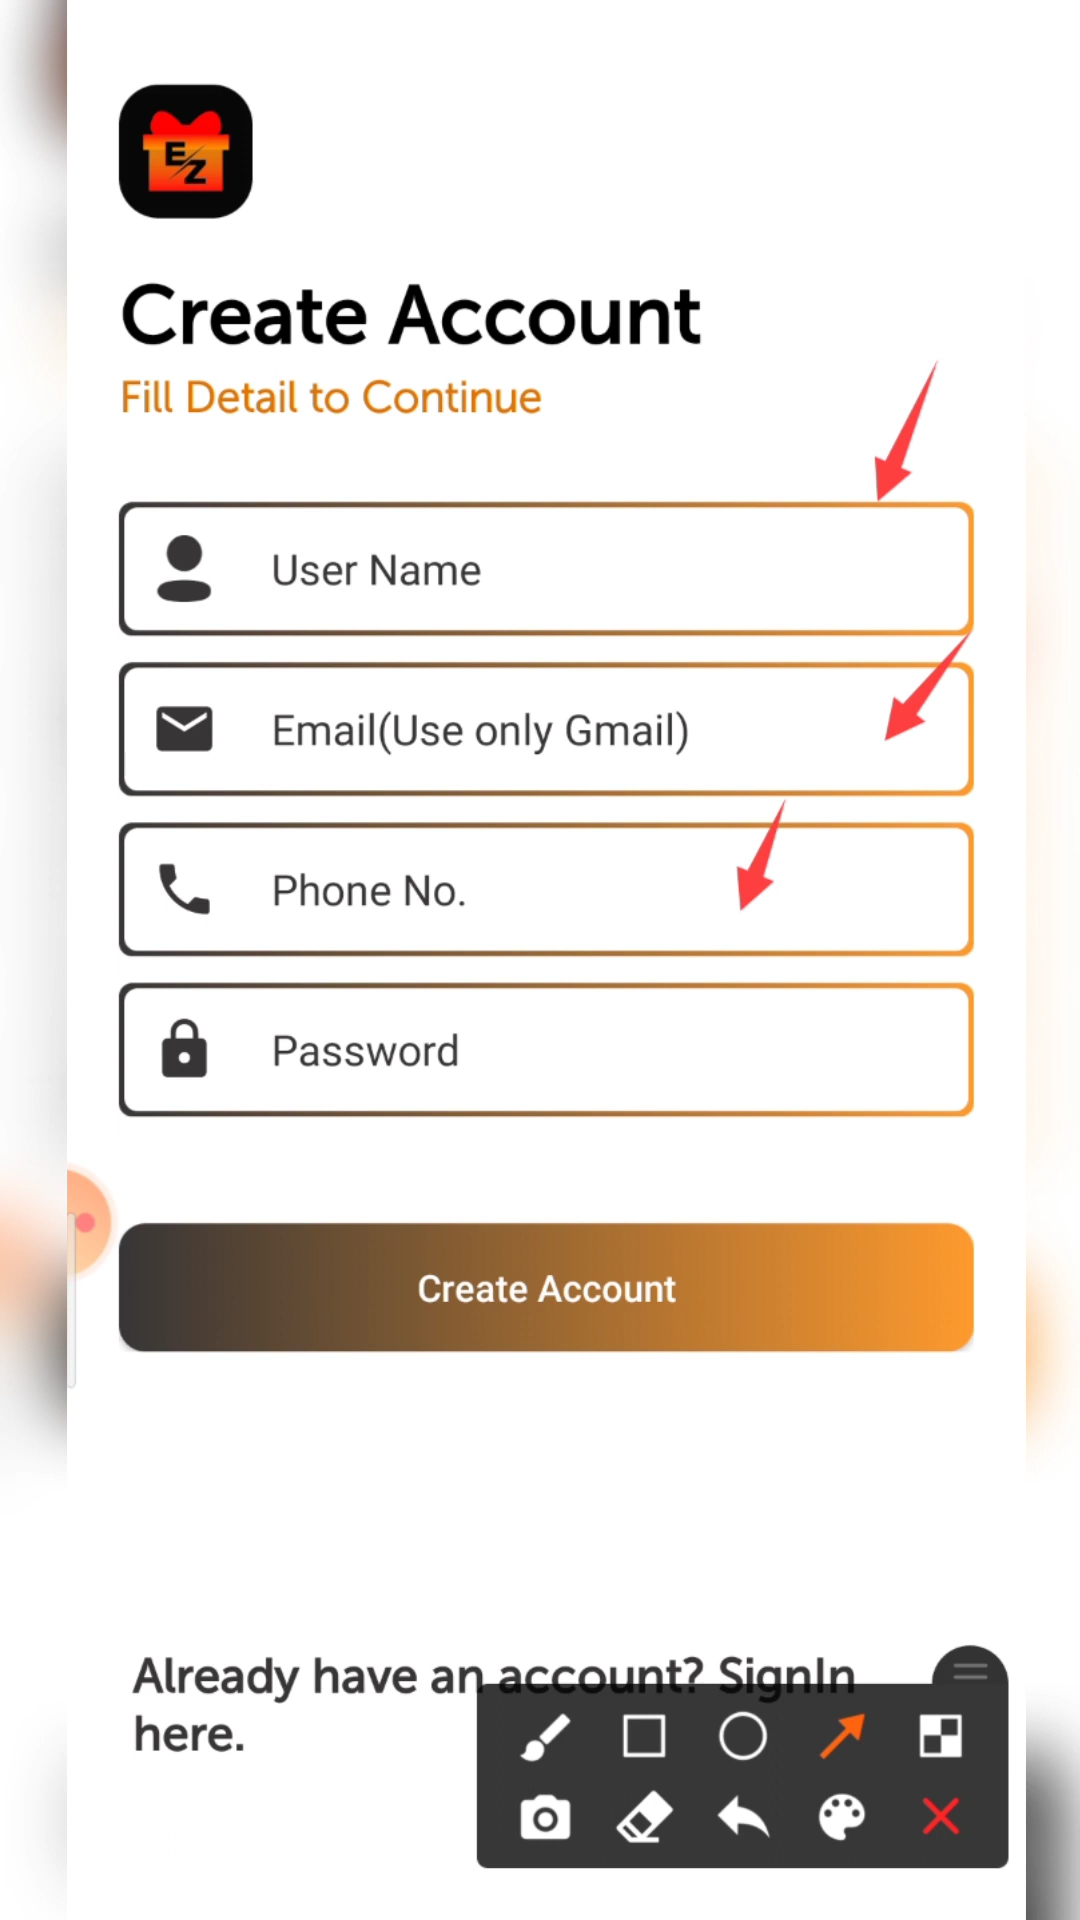 E
Z
Create Account
Fill Detail to Continue
User Name
Email(Use only Gmail)
Phone No.
Password
Create Account
Already have an account? SignIn
here.